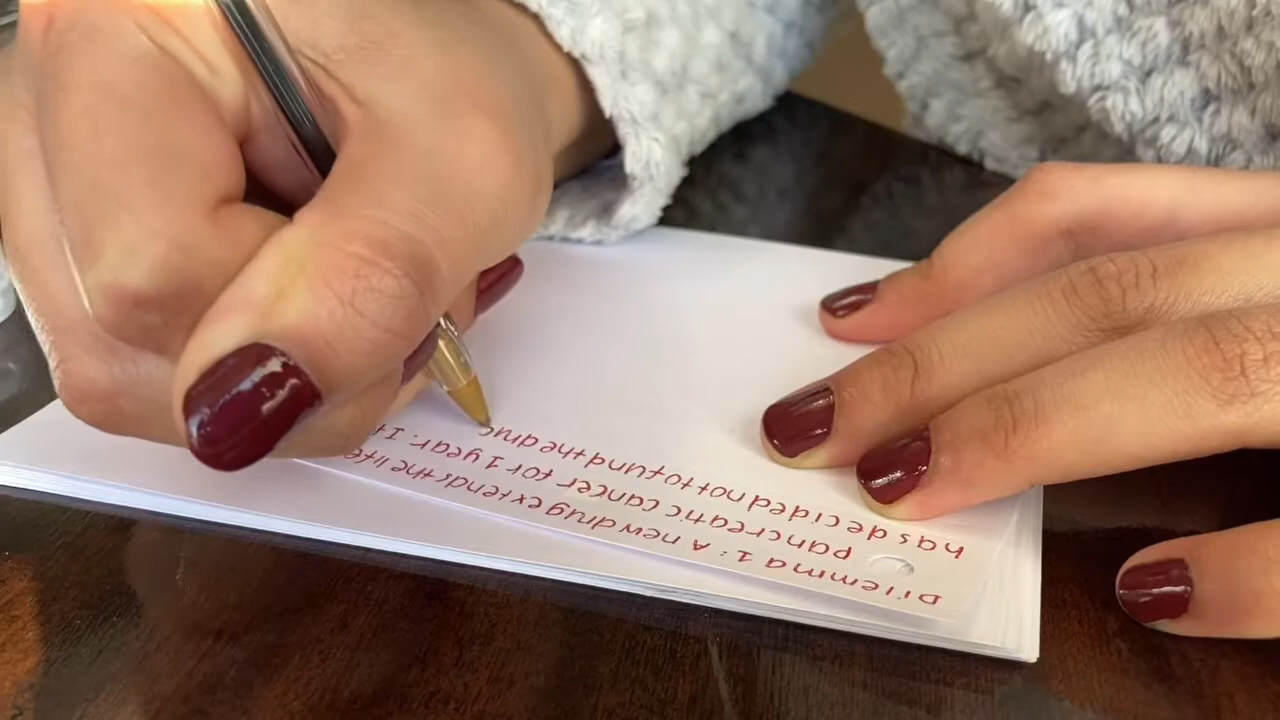 Dilemma 1: A new drug extends the life
pancreatic cancer for 1 year. It
has decided not to fund the druc